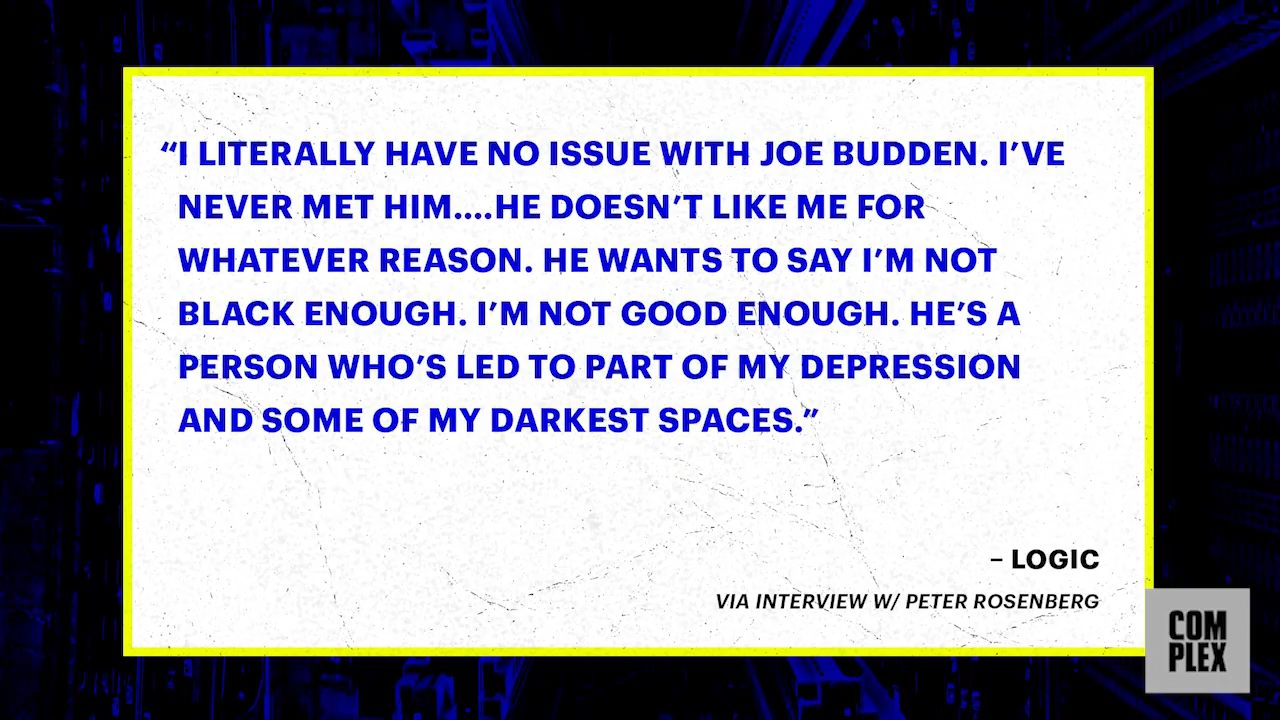 “I LITERALLY HAVE NO ISSUE WITH JOE BUDDEN. I’VE
NEVER MET HIM....HE DOESN’T LIKE ME FOR
WHATEVER REASON. HE WANTS TO SAY I’M NOT
BLACK ENOUGH. I’M NOT GOOD ENOUGH. HE’S A
PERSON WHO’S LED TO PART OF MY DEPRESSION
AND SOME OF MY DARKEST SPACES.”
– LOGIC
VIA INTERVIEW W/ PETER ROSENBERG
COM
PLEX